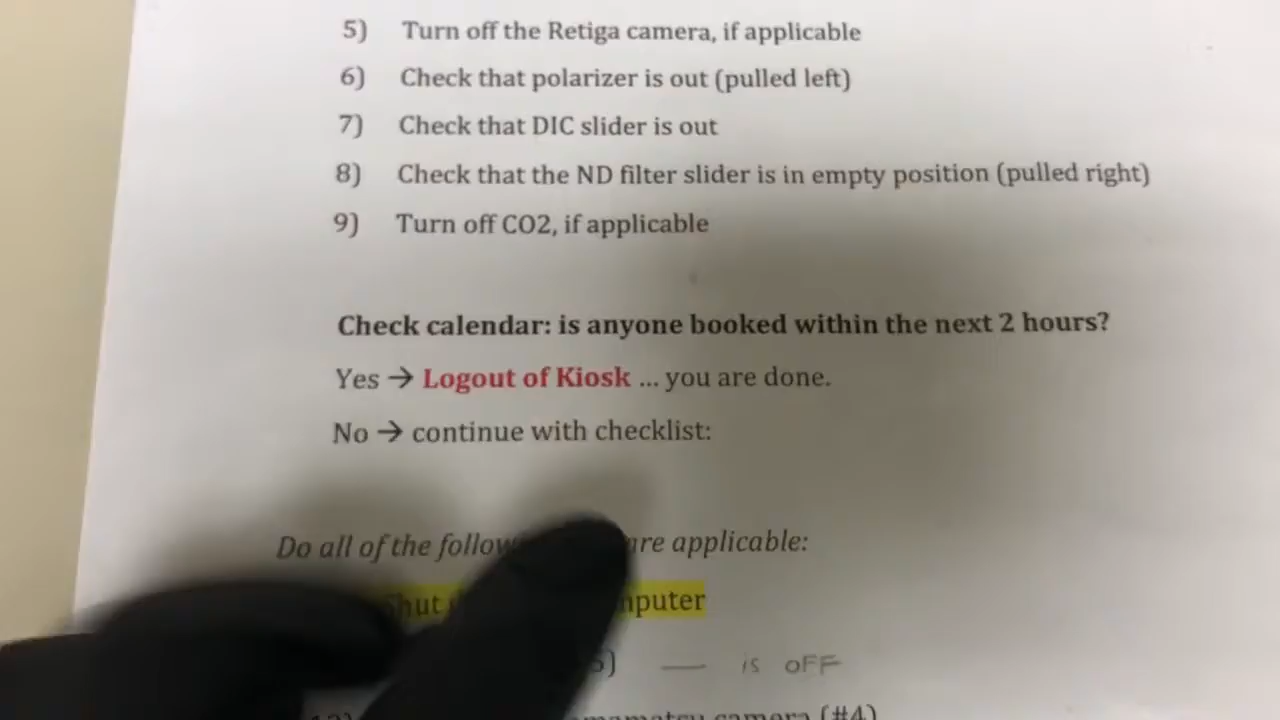 5) Turn off the Retiga camera, if applicable
6) Check that polarizer is out (pulled left)
7) Check that DIC slider is out
8) Check that the ND filter slider is in empty position (pulled right)
9) Turn off CO2, if applicable
Check calendar: is anyone booked within the next 2 hours?
Yes → Logout of Kiosk ... you are done.
No → continue with checklist:
Do all of the are applicable:
Shut
is OFF
camera (#4)